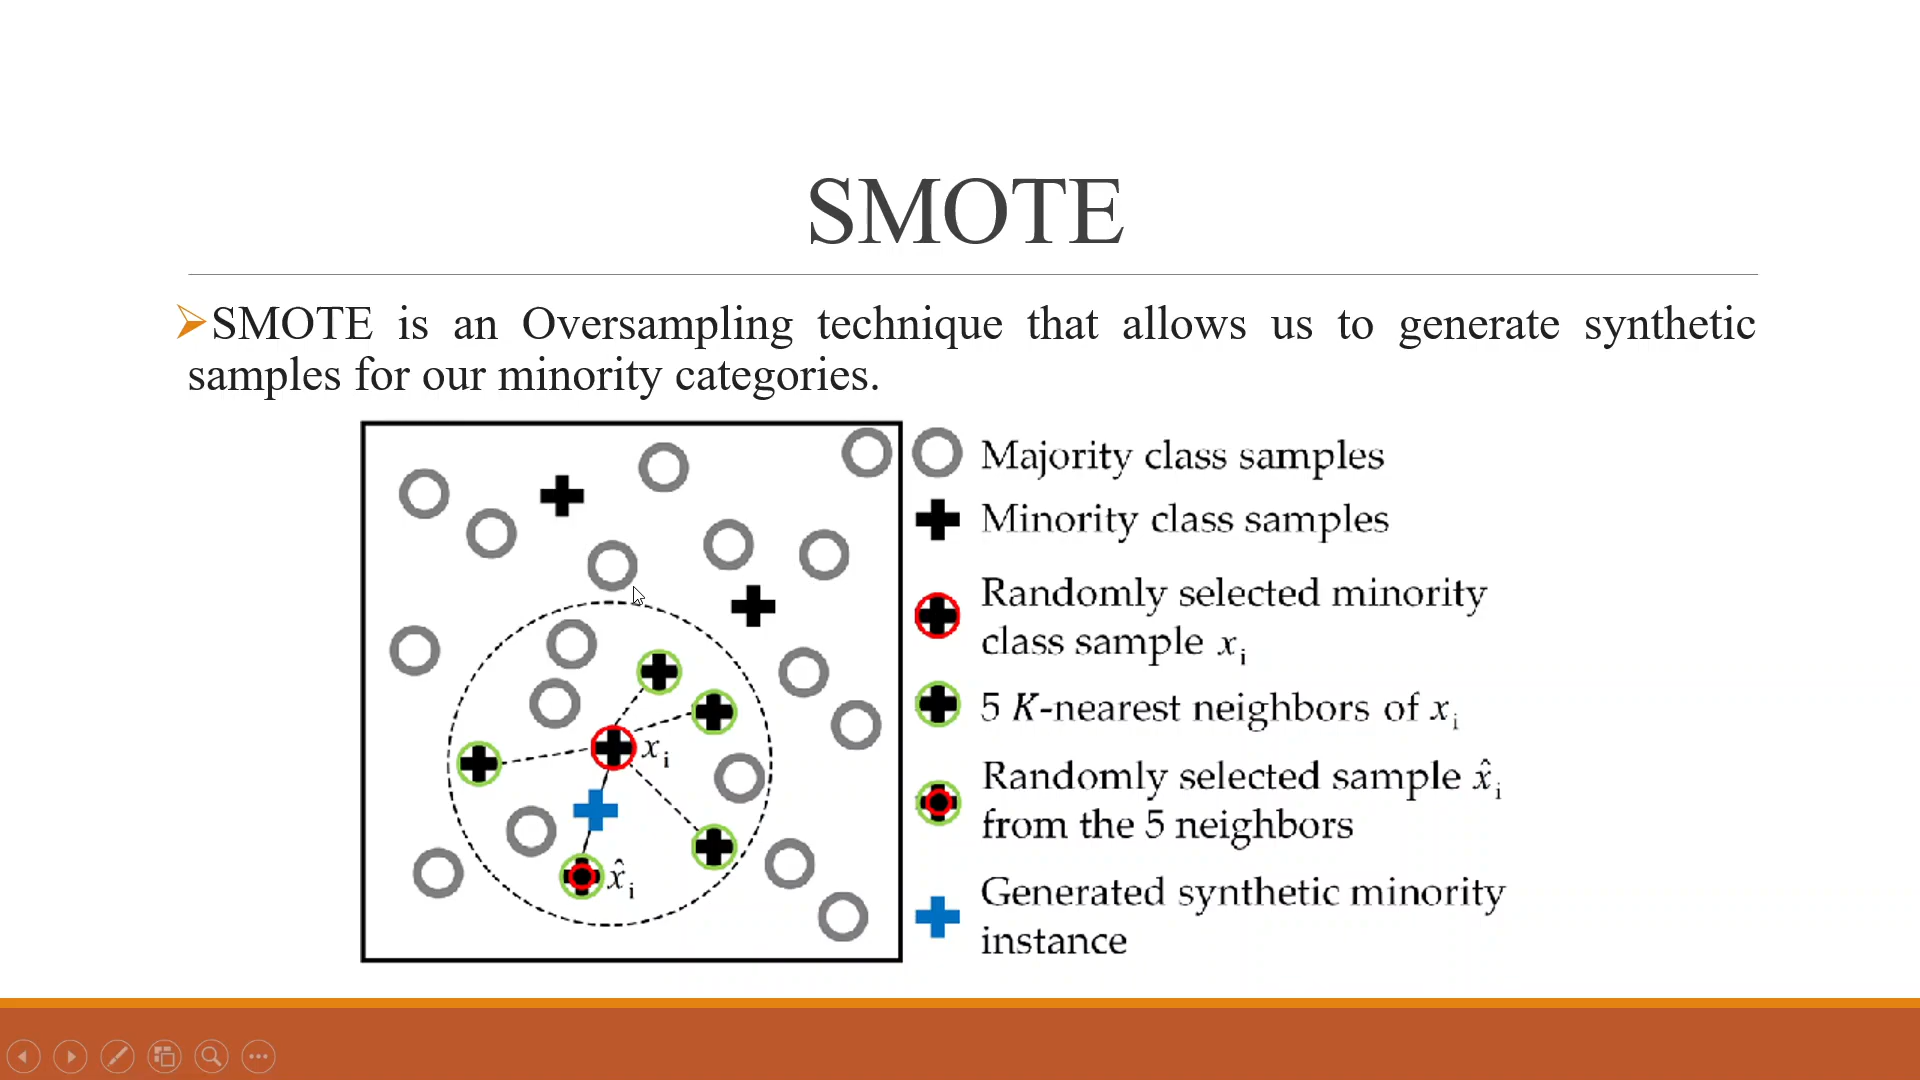 SMOTE
SMOTE is an Oversampling technique that allows us to generate synthetic
samples for our minority categories.
Majority class samples
Minority class samples
Randomly selected minority
class sample xi
5 K-nearest neighbors of xi
Randomly selected sample x̂i
from the 5 neighbors
Generated synthetic minority
instance
xi
x̂i